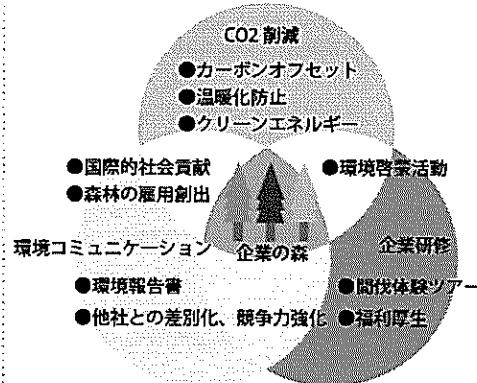 CO2 削減
●カーボンオフセット
●温暖化防止
●クリーンエネルギー
●国際的社会貢献
●森林の雇用創出
●環境啓蒙活動
環境コミュニケーション
企業の森
企業研修
●環境報告書
●他社との差別化、競争力強化
●間伐体験ツアー
●福利厚生